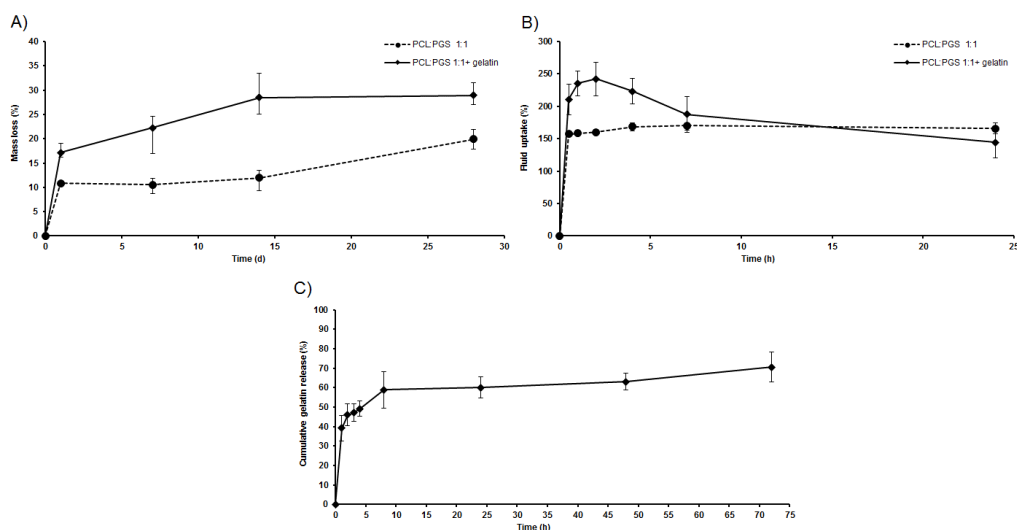 A)
40
35
30
25
20
15
10
5
0
Mass loss (%)
PCL:PGS 1:1
PCL:PGS 1:1+ gelatin
0 5 10 15 20 25 30
Time (d)
B)
300
250
200
150
100
50
0
Fluid uptake (%)
PCL:PGS 1:1
PCL:PGS 1:1+ gelatin
0 5 10 15 20 25
Time (h)
C)
100
90
80
70
60
50
40
30
20
10
0
Cumulative gelatin release (%)
0 5 10 15 20 25 30 35 40 45 50 55 60 65 70 75
Time (h)